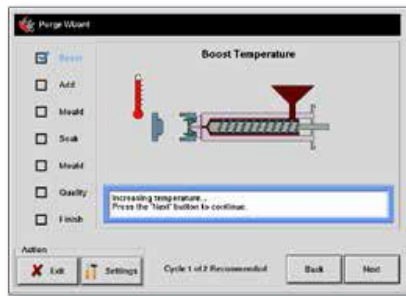 Purge Wizard
Boost Temperature
Boost
Add
Mould
Soak
Mould
Quality
Finish
Increasing temperature...
Press the "Next" button to continue.
Action
Exit
Settings
Cycle 1 of 2 Recommended
Back
Next